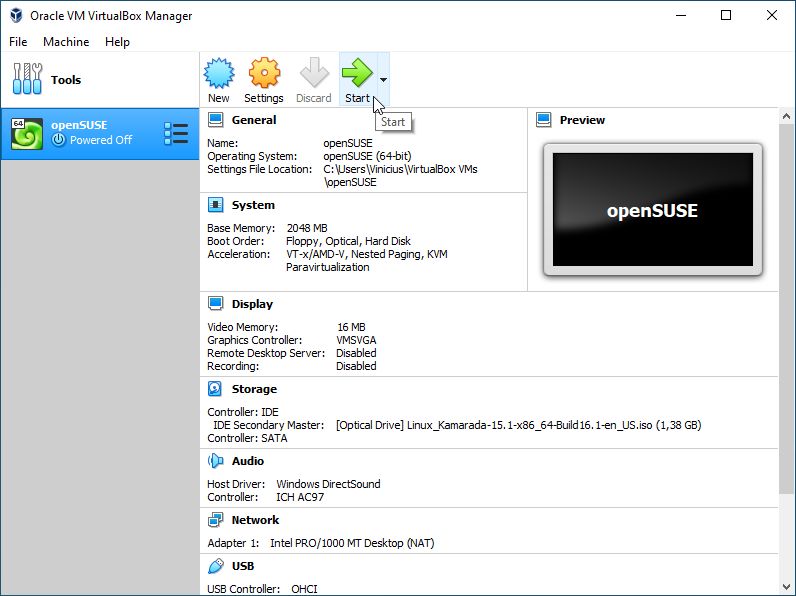 Oracle VM VirtualBox Manager
File Machine Help
Tools
New Settings Discard Start
Start
64
openSUSE
Powered Off
General
Name: openSUSE
Operating System: openSUSE (64-bit)
Settings File Location: C:\Users\Vinicius\VirtualBox VMs
\openSUSE
Preview
openSUSE
System
Base Memory: 2048 MB
Boot Order: Floppy, Optical, Hard Disk
Acceleration: VT-x/AMD-V, Nested Paging, KVM
Paravirtualization
Display
Video Memory: 16 MB
Graphics Controller: VMSVGA
Remote Desktop Server: Disabled
Recording: Disabled
Storage
Controller: IDE
IDE Secondary Master: [Optical Drive] Linux_Kamarada-15.1-x86_64-Build16.1-en_US.iso (1,38 GB)
Controller: SATA
Audio
Host Driver: Windows DirectSound
Controller: ICH AC97
Network
Adapter 1: Intel PRO/1000 MT Desktop (NAT)
USB
USB Controller: OHCI